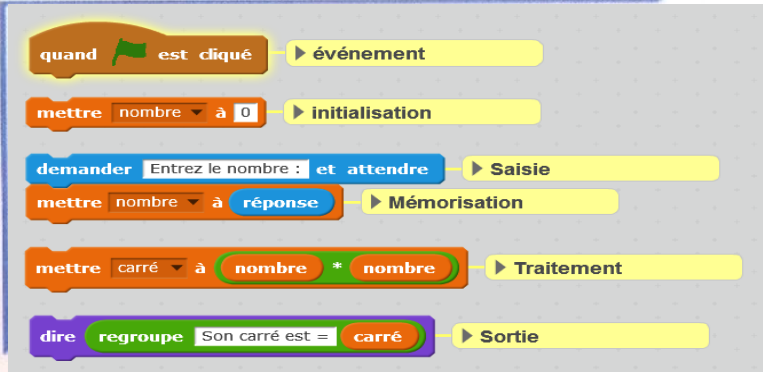 quand est cliqué événement
mettre nombre à 0 initialisation
demander Entrez le nombre : et attendre Saisie
mettre nombre à réponse Mémorisation
mettre carré à nombre * nombre Traitement
dire regroupe Son carré est = carré Sortie